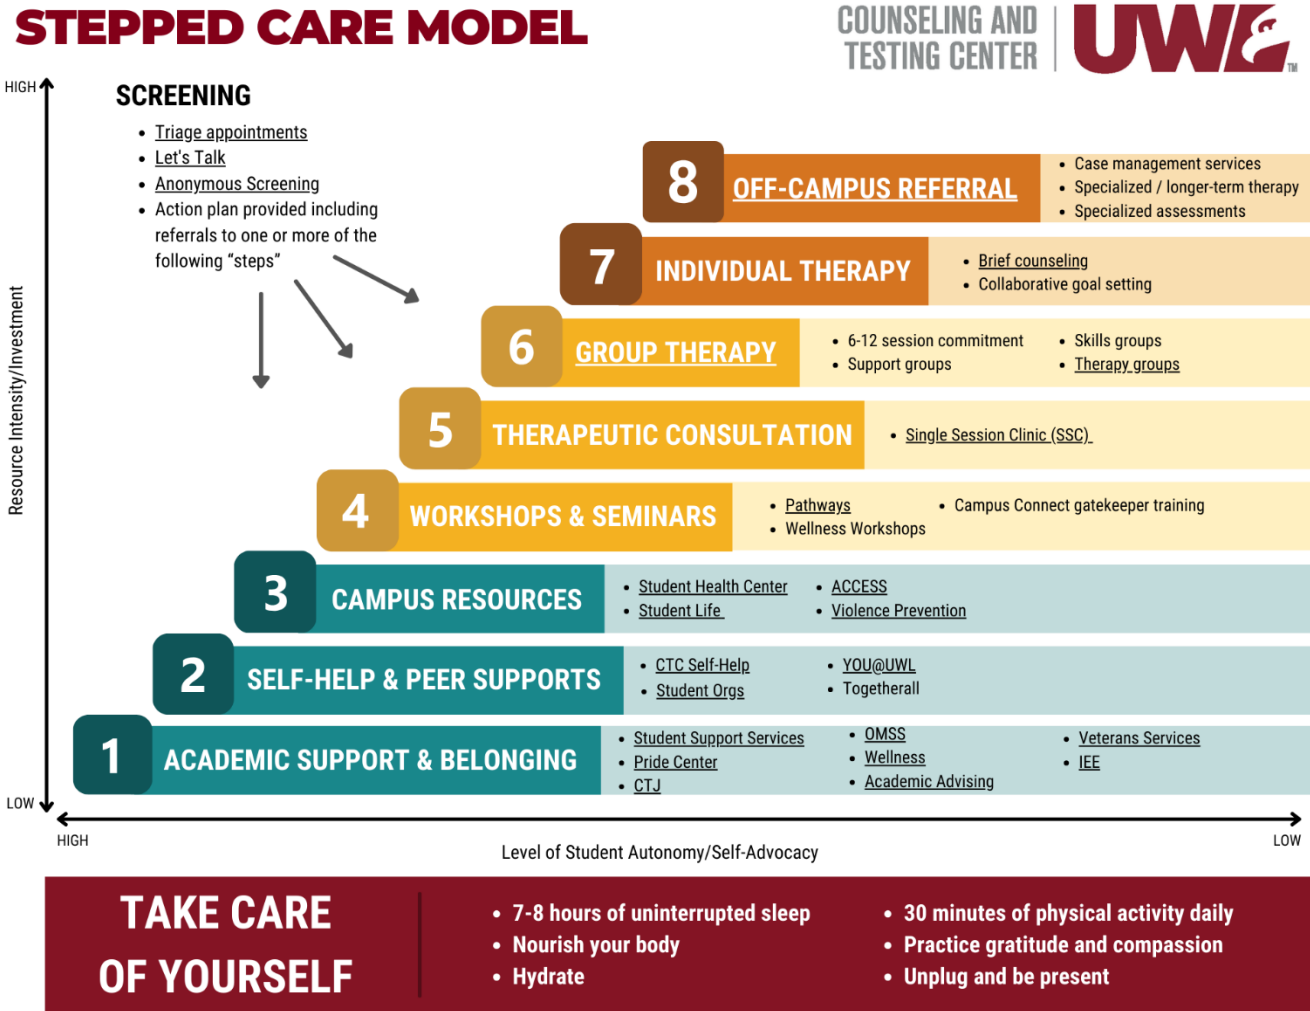 STEPPED CARE MODEL
COUNSELING AND
TESTING CENTER
UWL
TM
HIGH
SCREENING
• Triage appointments
• Let's Talk
• Anonymous Screening
• Action plan provided including
referrals to one or more of the
following “steps”
Resource Intensity/Investment
8
OFF-CAMPUS REFERRAL
• Case management services
• Specialized / longer-term therapy
• Specialized assessments
7
INDIVIDUAL THERAPY
• Brief counseling
• Collaborative goal setting
6
GROUP THERAPY
• 6-12 session commitment
• Support groups
• Skills groups
• Therapy groups
5
THERAPEUTIC CONSULTATION
• Single Session Clinic (SSC)
4
WORKSHOPS & SEMINARS
• Pathways
• Wellness Workshops
• Campus Connect gatekeeper training
3
CAMPUS RESOURCES
• Student Health Center
• Student Life
• ACCESS
• Violence Prevention
2
SELF-HELP & PEER SUPPORTS
• CTC Self-Help
• Student Orgs
• YOU@UWL
• Togetherall
1
ACADEMIC SUPPORT & BELONGING
• Student Support Services
• Pride Center
• CTJ
• OMSS
• Wellness
• Academic Advising
• Veterans Services
• IEE
LOW
HIGH
Level of Student Autonomy/Self-Advocacy
LOW
TAKE CARE
OF YOURSELF
• 7-8 hours of uninterrupted sleep
• Nourish your body
• Hydrate
• 30 minutes of physical activity daily
• Practice gratitude and compassion
• Unplug and be present